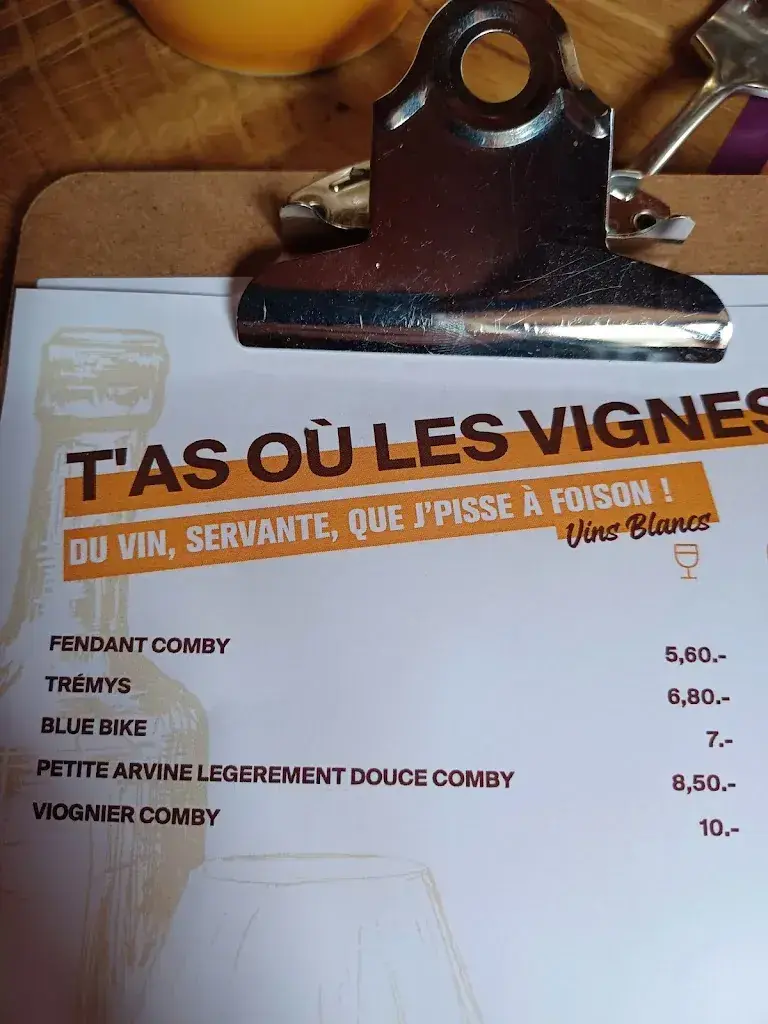 T'AS OÙ LES VIGNES
DU VIN, SERVANTE, QUE J'PISSE À FOISON !
Vins Blancs
FENDANT COMBY 5,60.-
TRÉMYS 6,80.-
BLUE BIKE 7.-
PETITE ARVINE LEGEREMENT DOUCE COMBY 8,50.-
VIOGNIER COMBY 10.-